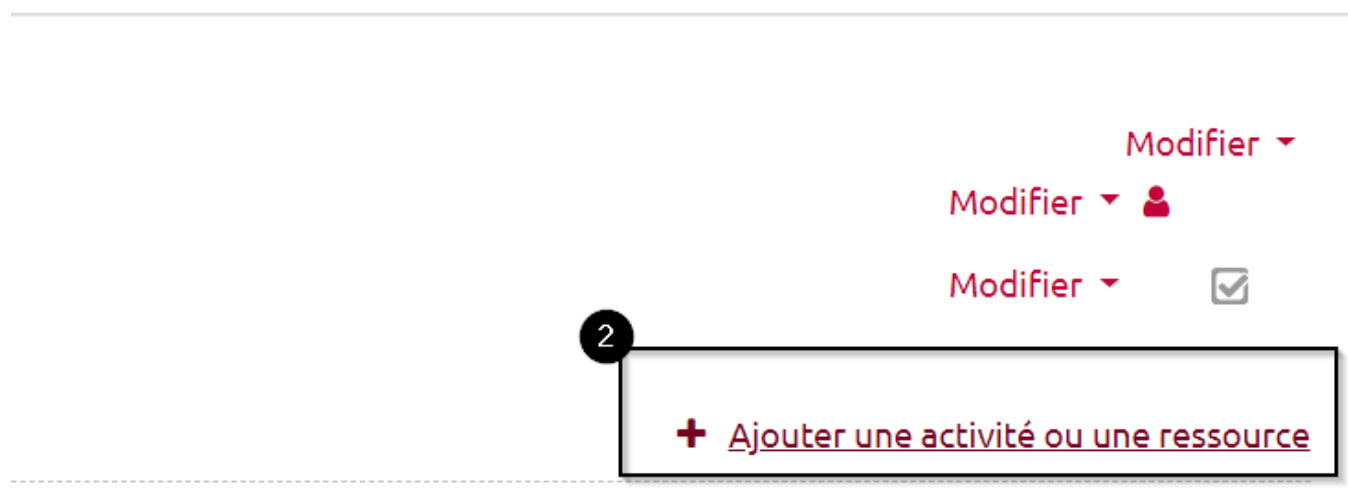 Modifier
Modifier
Modifier
2
Ajouter une activité ou une ressource